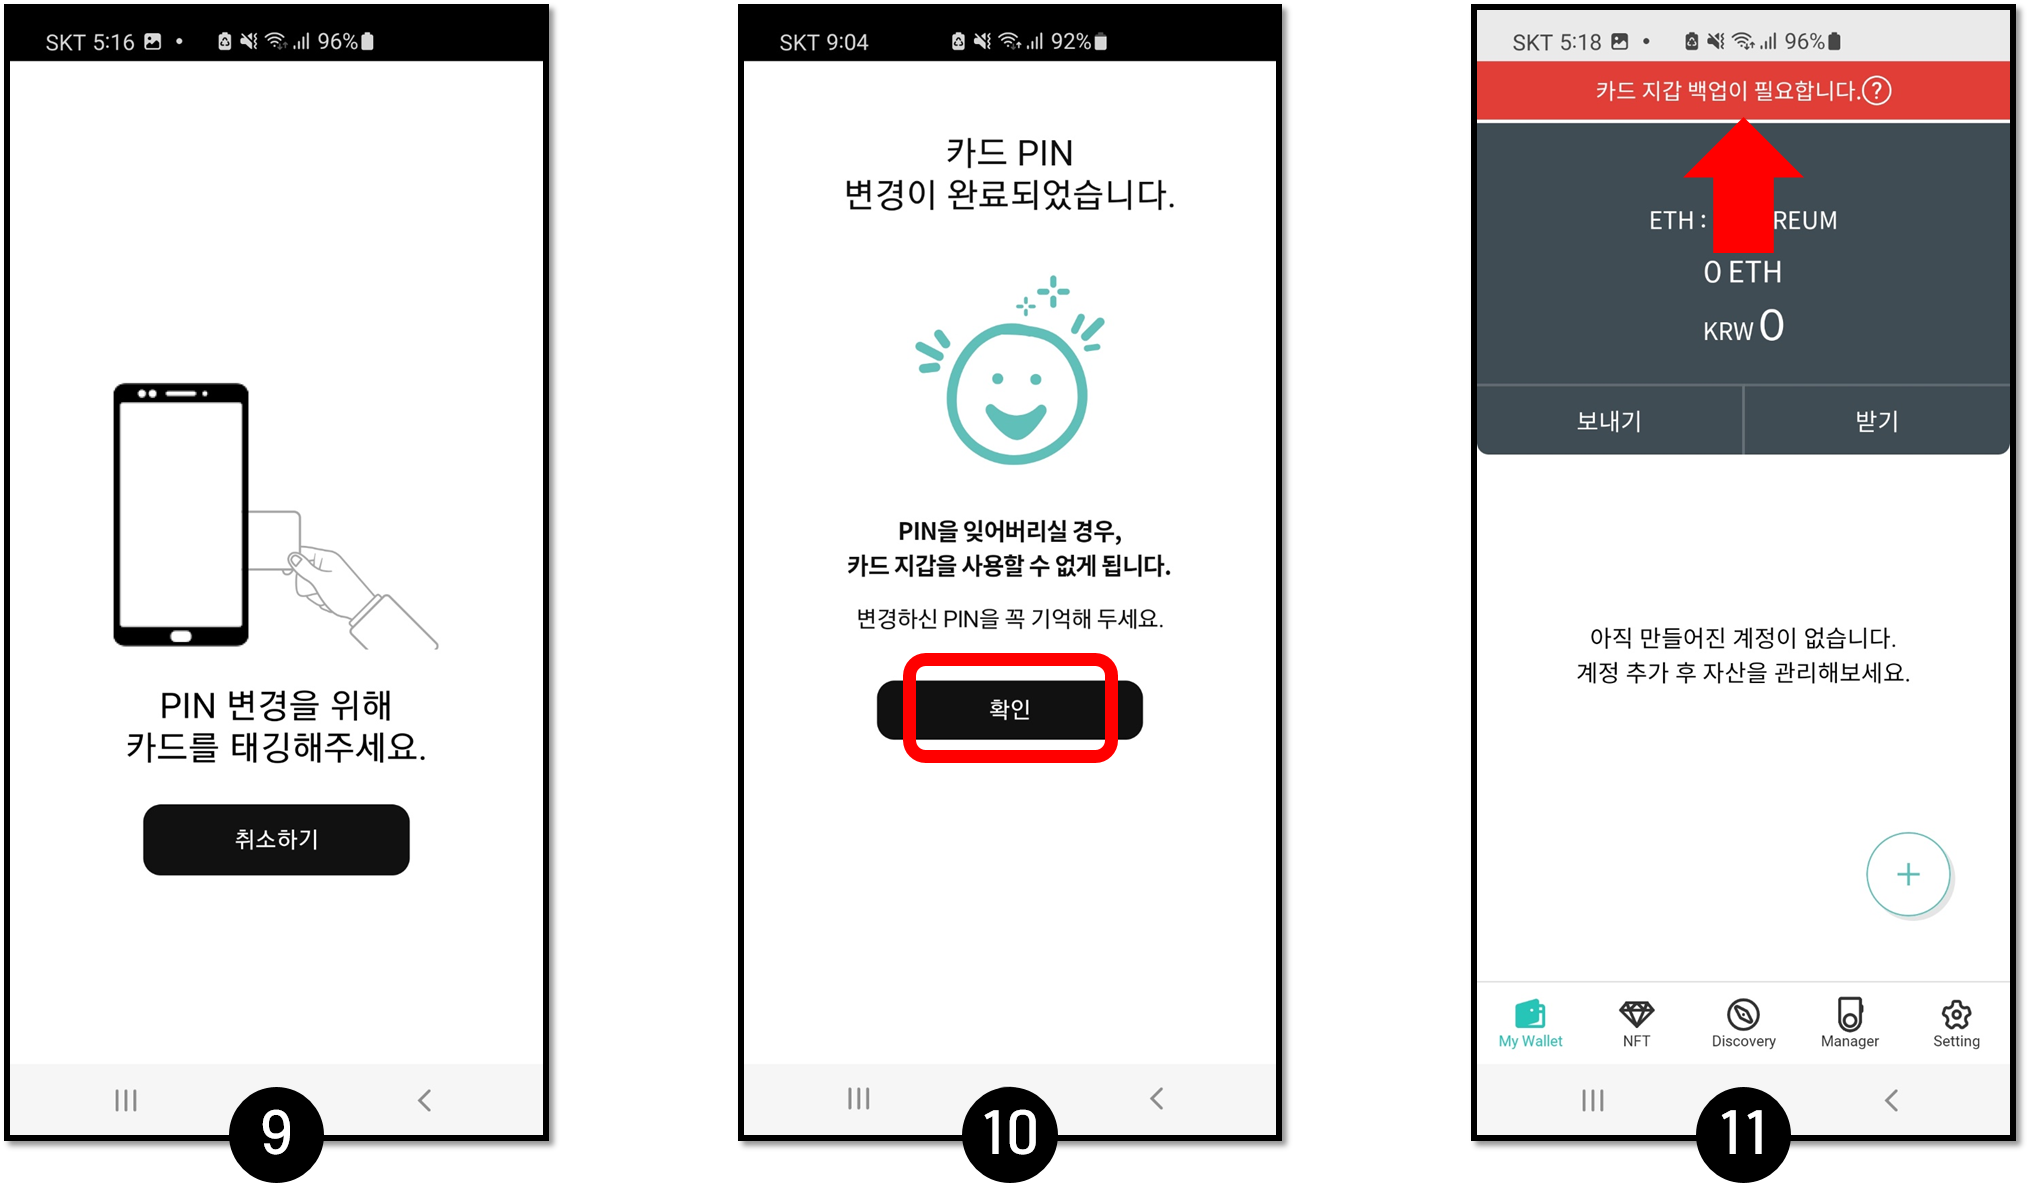 SKT 5:16
96%
PIN 변경을 위해
카드를 태깅해주세요.
취소하기
9
SKT 9:04
92%
카드 PIN
변경이 완료되었습니다.
PIN을 잊어버리실 경우,
카드 지갑을 사용할 수 없게 됩니다.
변경하신 PIN을 꼭 기억해 두세요.
확인
10
SKT 5:18
96%
카드 지갑 백업이 필요합니다.?
ETH : REUM
0 ETH
KRW 0
보내기
받기
아직 만들어진 계정이 없습니다.
계정 추가 후 자산을 관리해보세요.
+
My Wallet
NFT
Discovery
Manager
Setting
11